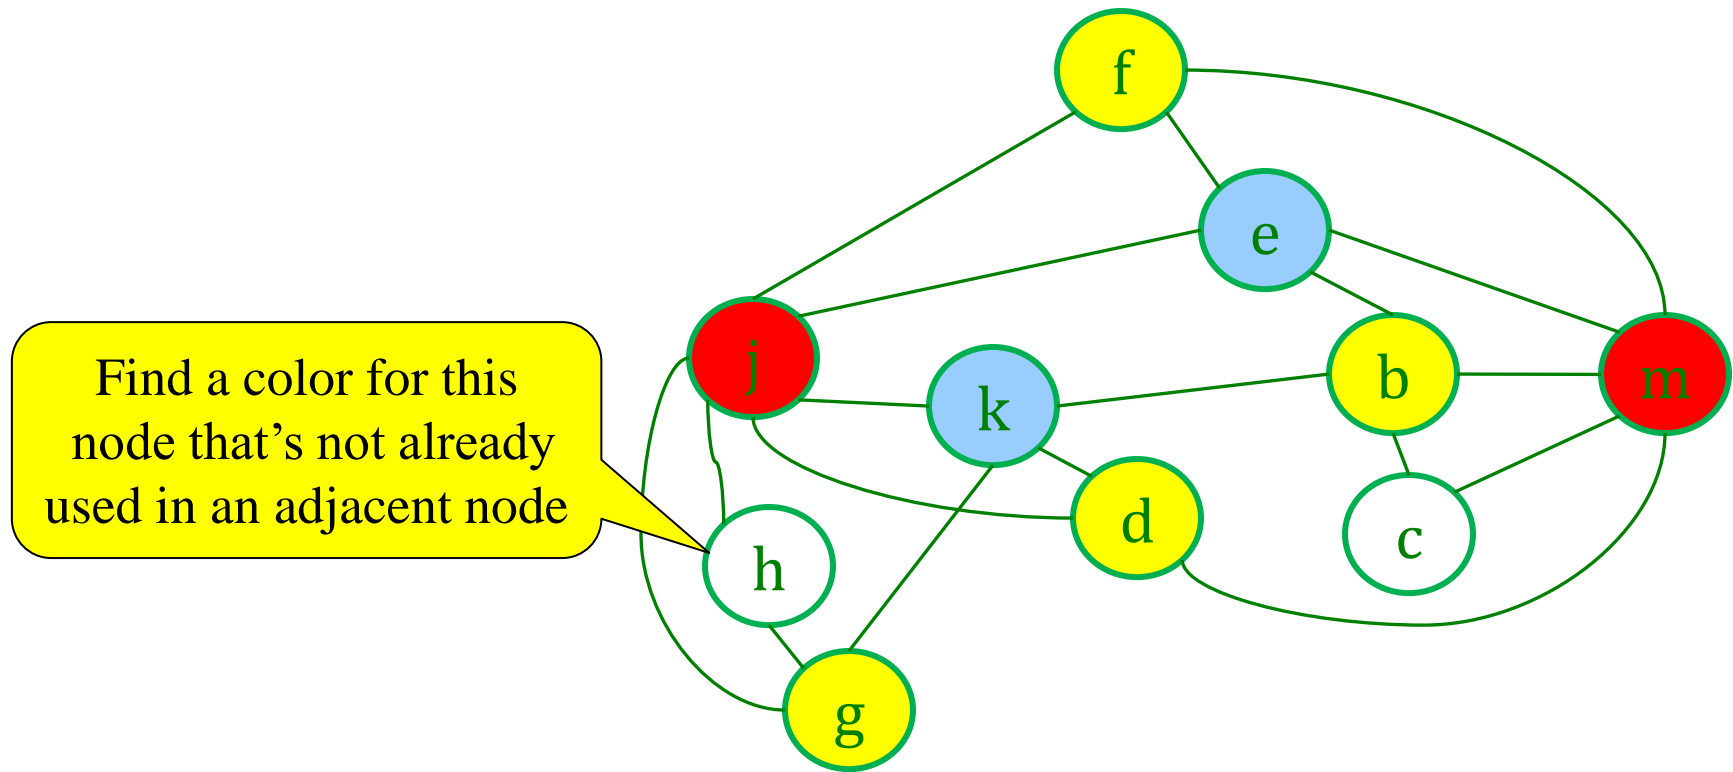 f
e
j
k
b
m
Find a color for this
node that’s not already
used in an adjacent node
d
c
h
g